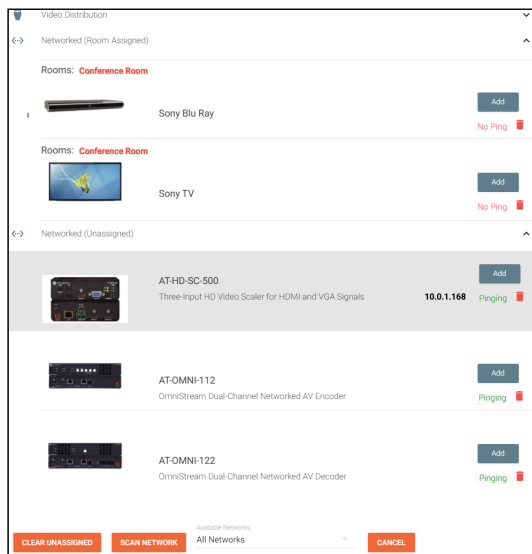 Video Distribution
Networked (Room Assigned)
Rooms: Conference Room
Sony Blu Ray
Add
No Ping
Rooms: Conference Room
Sony TV
Add
No Ping
Networked (Unassigned)
AT-HD-SC-500
Three-Input HD Video Scaler for HDMI and VGA Signals
10.0.1.168
Add
Pinging
AT-OMNI-112
OmniStream Dual-Channel Networked AV Encoder
Add
Pinging
AT-OMNI-122
OmniStream Dual-Channel Networked AV Decoder
Add
Pinging
CLEAR UNASSIGNED
SCAN NETWORK
Available Networks
All Networks
CANCEL